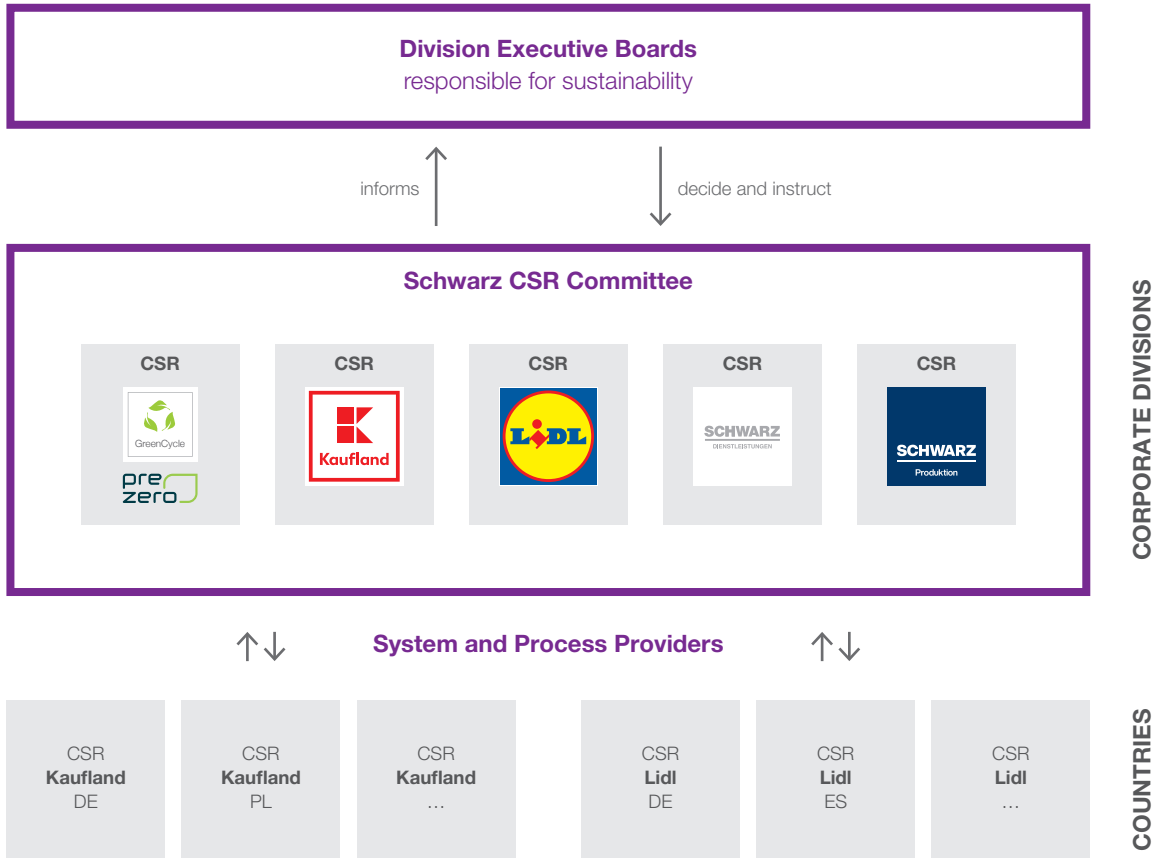 Division Executive Boards
responsible for sustainability
informs
decide and instruct
Schwarz CSR Committee
CSR
GreenCycle
pre
zero
CSR
Kaufland
CSR
LIDL
CSR
SCHWARZ
DIENSTLEISTUNGEN
CSR
SCHWARZ
Produktion
CORPORATE DIVISIONS
System and Process Providers
CSR
Kaufland
DE
CSR
Kaufland
PL
CSR
Kaufland
…
CSR
Lidl
DE
CSR
Lidl
ES
CSR
Lidl
…
COUNTRIES